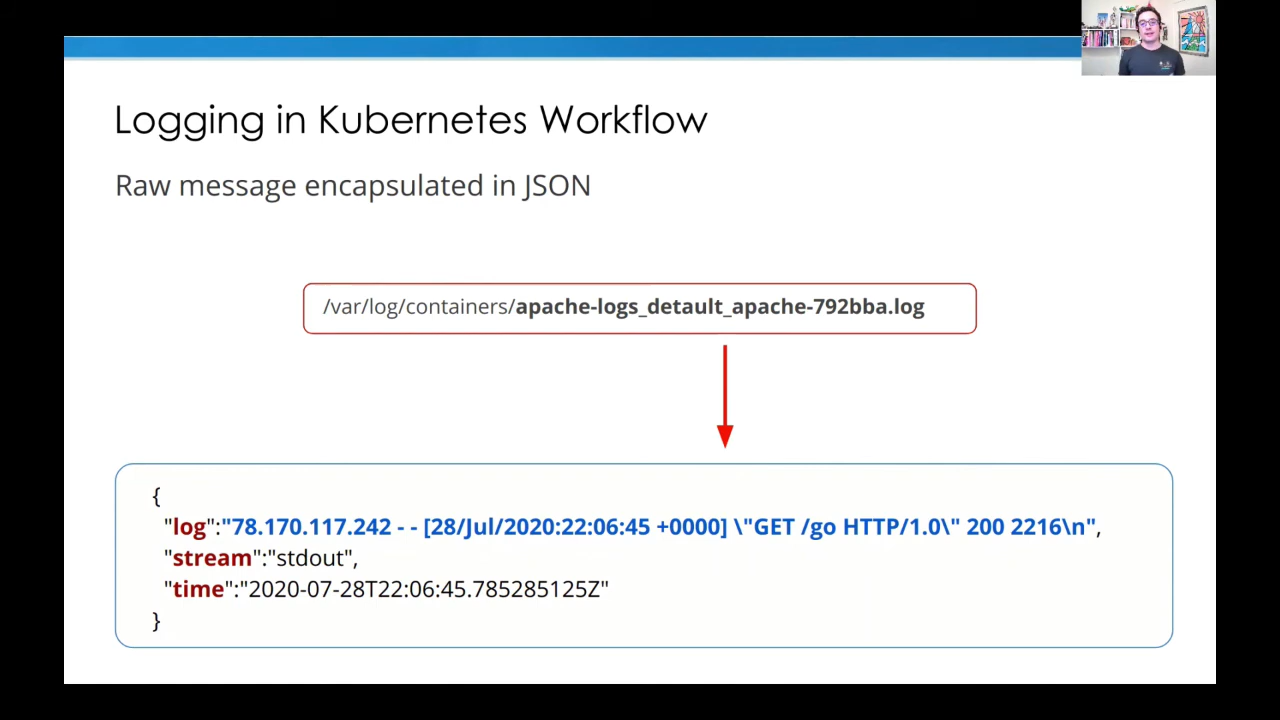 Logging in Kubernetes Workflow
Raw message encapsulated in JSON
/var/log/containers/apache-logs_detault_apache-792bba.log
{
"log":"78.170.117.242 - - [28/Jul/2020:22:06:45 +0000] \"GET /go HTTP/1.0\" 200 2216\n",
"stream":"stdout",
"time":"2020-07-28T22:06:45.785285125Z"
}